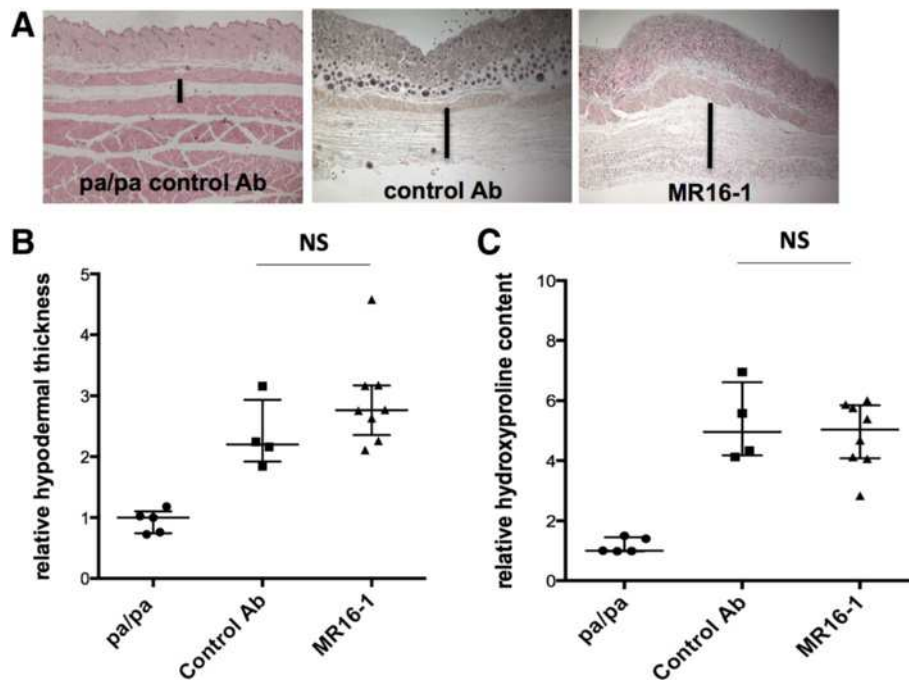 A
pa/pa control Ab
control Ab
MR16-1
B
NS
relative hypodermal thickness
5
4
3
2
1
0
pa/pa
Control Ab
MR16-1
C
NS
relative hydroxyproline content
10
8
6
4
2
0
pa/pa
Control Ab
MR16-1